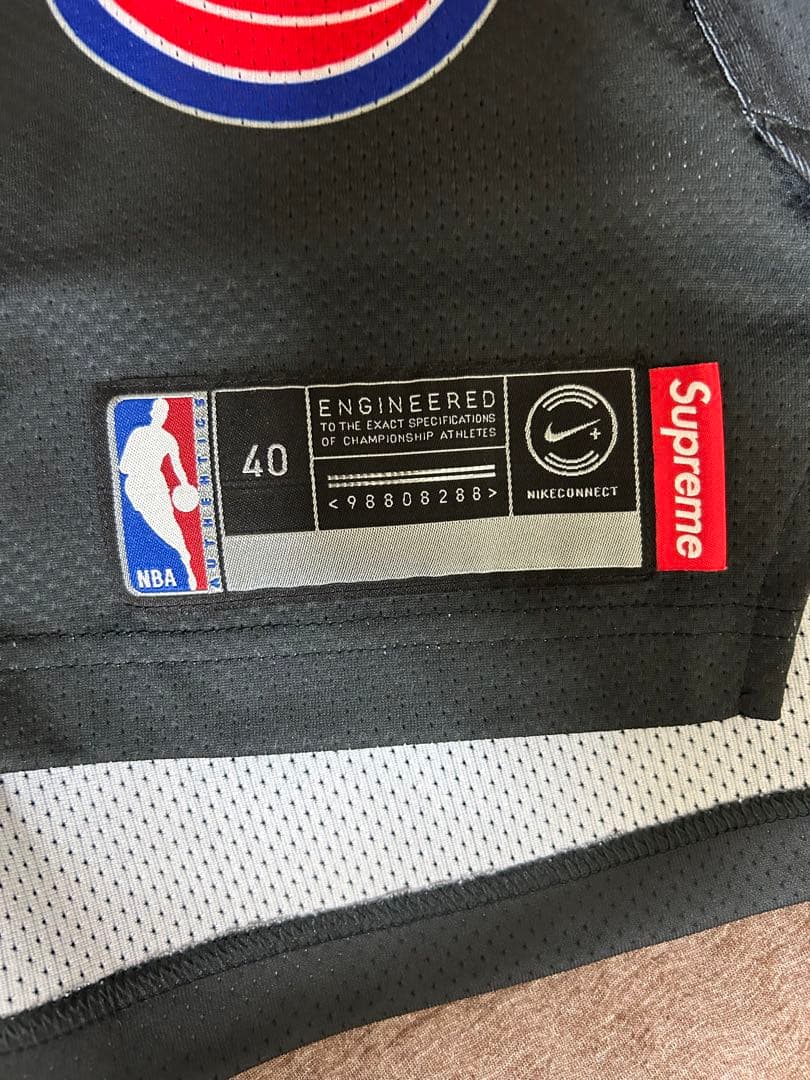 NBA
AUTHENTICS
40
ENGINEERED
TO THE EXACT SPECIFICATIONS
OF CHAMPIONSHIP ATHLETES
<98808288>
NIKECONNECT
Supreme